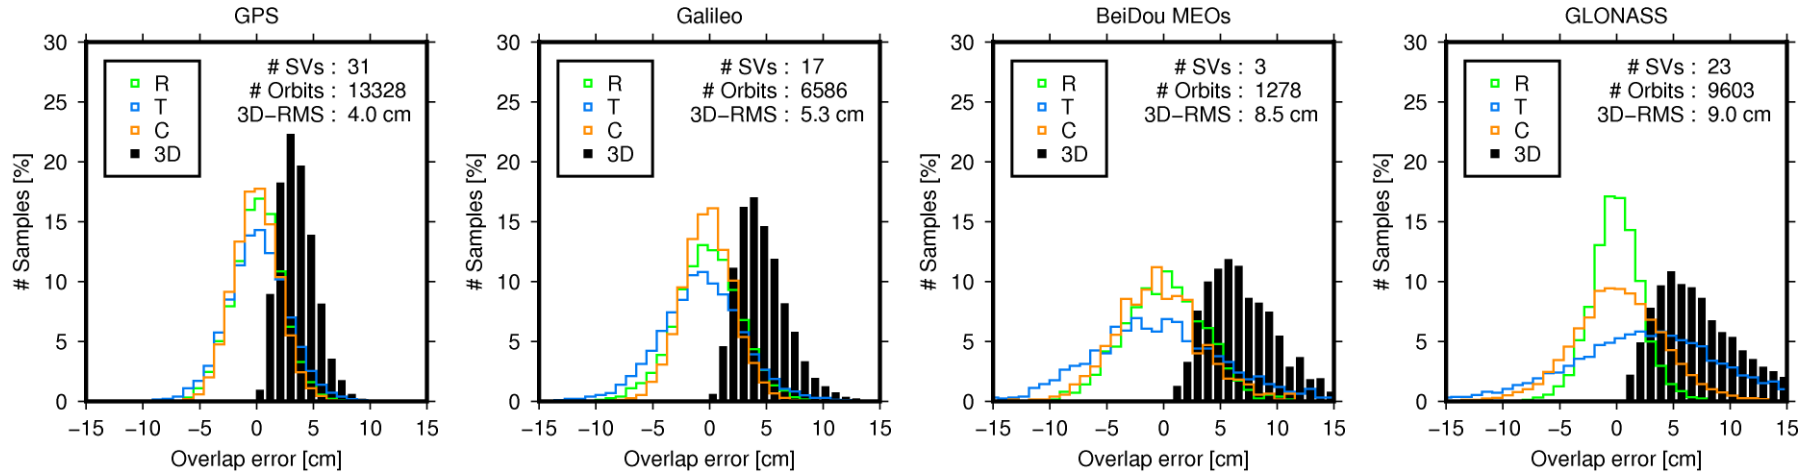 GPS
30
25
20
15
10
5
0
# Samples [%]
R
T
C
3D
# SVs : 31
# Orbits : 13328
3D−RMS : 4.0 cm
−15 −10 −5 0 5 10 15
Overlap error [cm]
Galileo
30
25
20
15
10
5
0
# Samples [%]
R
T
C
3D
# SVs : 17
# Orbits : 6586
3D−RMS : 5.3 cm
−15 −10 −5 0 5 10 15
Overlap error [cm]
BeiDou MEOs
30
25
20
15
10
5
0
# Samples [%]
R
T
C
3D
# SVs : 3
# Orbits : 1278
3D−RMS : 8.5 cm
−15 −10 −5 0 5 10 15
Overlap error [cm]
GLONASS
30
25
20
15
10
5
0
# Samples [%]
R
T
C
3D
# SVs : 23
# Orbits : 9603
3D−RMS : 9.0 cm
−15 −10 −5 0 5 10 15
Overlap error [cm]